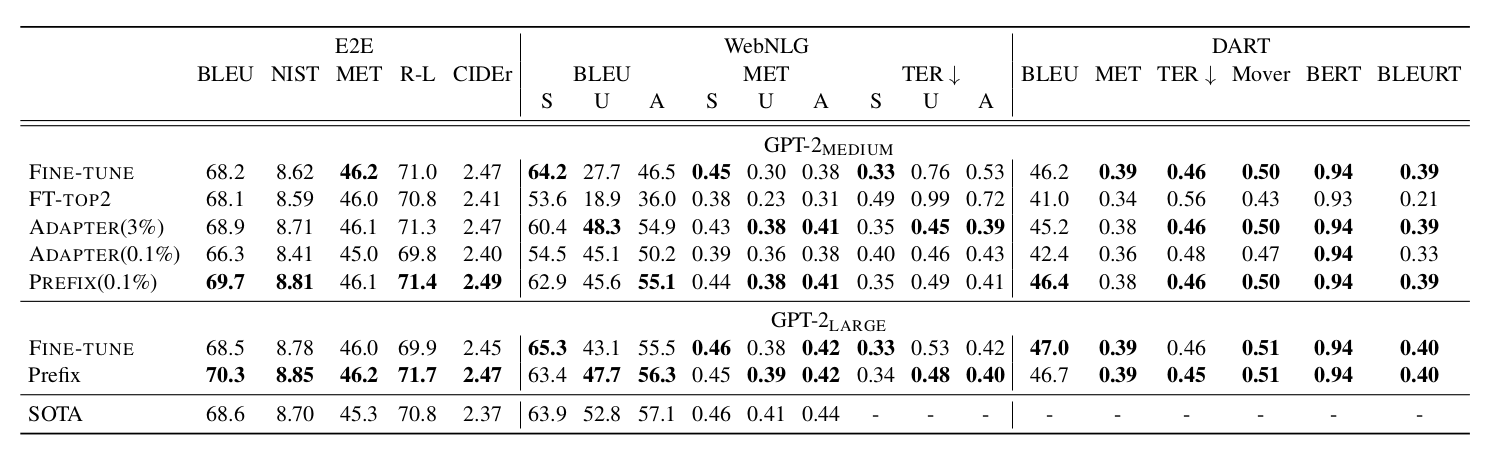 E2E WebNLG DART
BLEU NIST MET R-L CIDEr BLEU MET TER ↓ BLEU MET TER ↓ Mover BERT BLEURT
S U A S U A S U A
GPT-2MEDIUM
FINE-TUNE 68.2 8.62 46.2 71.0 2.47 64.2 27.7 46.5 0.45 0.30 0.38 0.33 0.76 0.53 46.2 0.39 0.46 0.50 0.94 0.39
FT-TOP2 68.1 8.59 46.0 70.8 2.41 53.6 18.9 36.0 0.38 0.23 0.31 0.49 0.99 0.72 41.0 0.34 0.56 0.43 0.93 0.21
ADAPTER(3%) 68.9 8.71 46.1 71.3 2.47 60.4 48.3 54.9 0.43 0.38 0.41 0.35 0.45 0.39 45.2 0.38 0.46 0.50 0.94 0.39
ADAPTER(0.1%) 66.3 8.41 45.0 69.8 2.40 54.5 45.1 50.2 0.39 0.36 0.38 0.40 0.46 0.43 42.4 0.36 0.48 0.47 0.94 0.33
PREFIX(0.1%) 69.7 8.81 46.1 71.4 2.49 62.9 45.6 55.1 0.44 0.38 0.41 0.35 0.49 0.41 46.4 0.38 0.46 0.50 0.94 0.39
GPT-2LARGE
FINE-TUNE 68.5 8.78 46.0 69.9 2.45 65.3 43.1 55.5 0.46 0.38 0.42 0.33 0.53 0.42 47.0 0.39 0.46 0.51 0.94 0.40
Prefix 70.3 8.85 46.2 71.7 2.47 63.4 47.7 56.3 0.45 0.39 0.42 0.34 0.48 0.40 46.7 0.39 0.45 0.51 0.94 0.40
SOTA 68.6 8.70 45.3 70.8 2.37 63.9 52.8 57.1 0.46 0.41 0.44 - - - - - - - - -